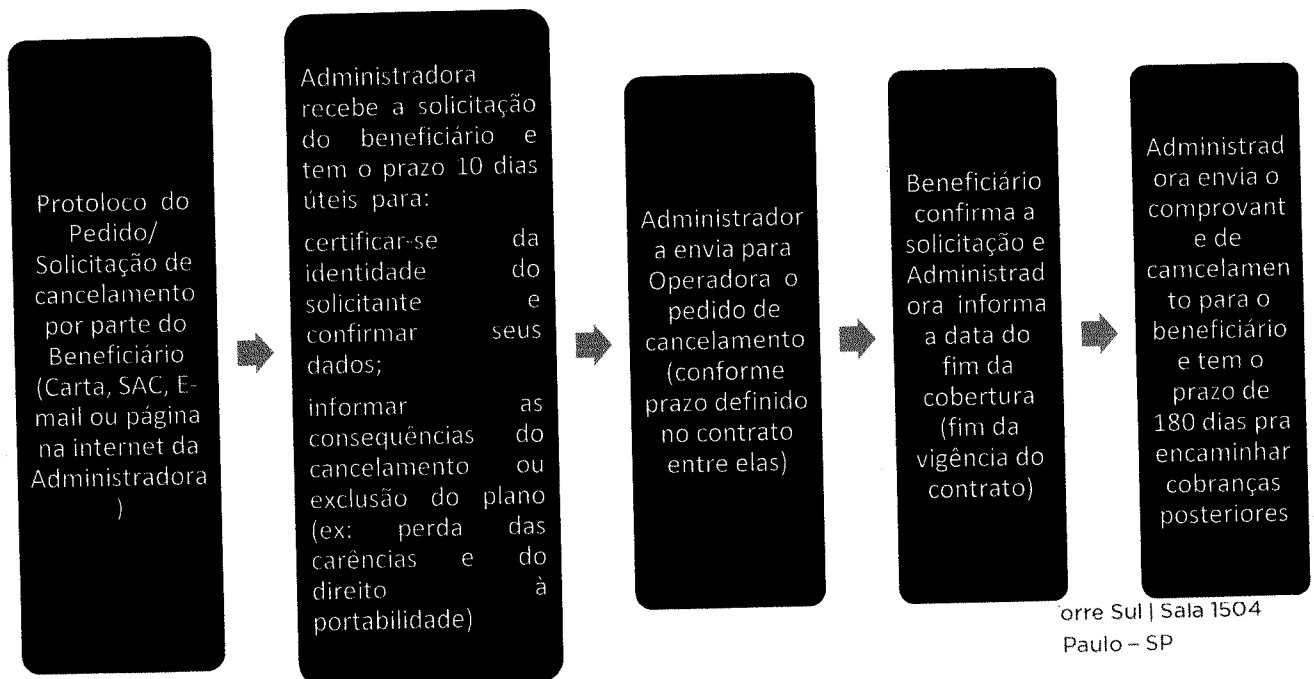 Protoloco do
Pedido/
Solicitação de
cancelamento
por parte do
Beneficiário
(Carta, SAC, E-
mail ou página
na internet da
Administradora
)
Administradora
recebe a solicitação
do beneficiário e
tem o prazo 10 dias
úteis para:
certificar-se da
identidade do
solicitante e
confirmar seus
dados;
informar as
consequências do
cancelamento ou
exclusão do plano
(ex: perda das
carências e do
direito à
portabilidade)
Administrador
a envia para
Operadora o
pedido de
cancelamento
(conforme
prazo definido
no contrato
entre elas)
Beneficiário
confirma a
solicitação e
Administrad
ora informa
a data do
fim da
cobertura
(fim da
vigência do
contrato)
Administrad
ora envia o
comprovant
e de
camcelamen
to para o
beneficiário
e tem o
prazo de
180 dias pra
encaminhar
cobranças
posteriores
orre Sul | Sala 1504
Paulo – SP